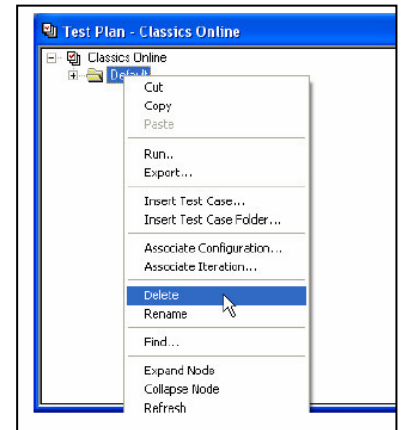 Test Plan - Classics Online
Classics Online
Default
Cut
Copy
Paste
Run..
Export...
Insert Test Case...
Insert Test Case Folder...
Associate Configuration...
Associate Iteration...
Delete
Rename
Find...
Expand Node
Collapse Node
Refresh